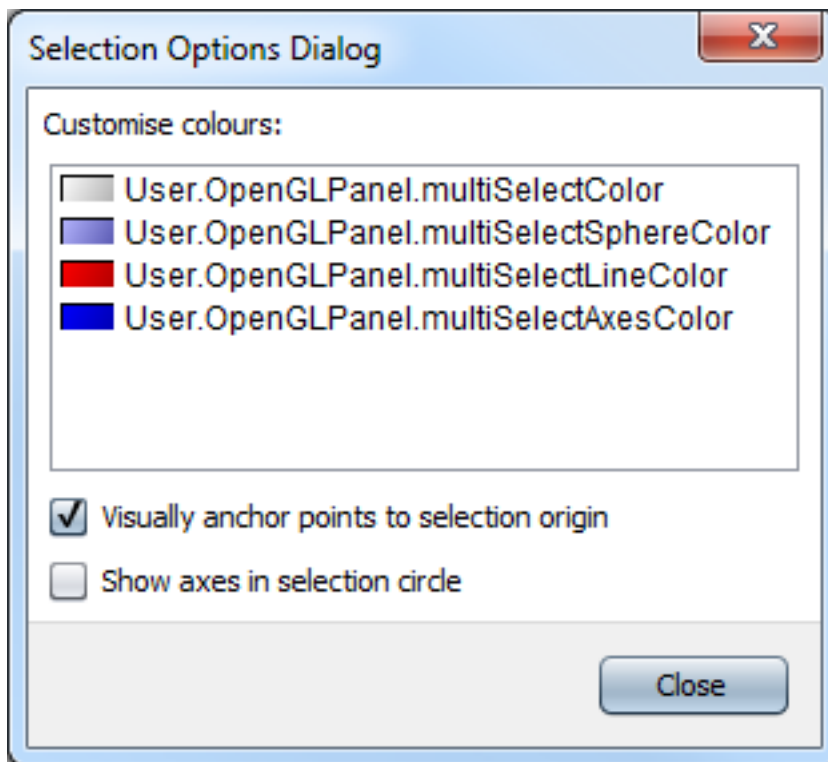 Selection Options Dialog
Customise colours:
User.OpenGLPanel.multiSelectColor
User.OpenGLPanel.multiSelectSphereColor
User.OpenGLPanel.multiSelectLineColor
User.OpenGLPanel.multiSelectAxesColor
Visually anchor points to selection origin
Show axes in selection circle
Close